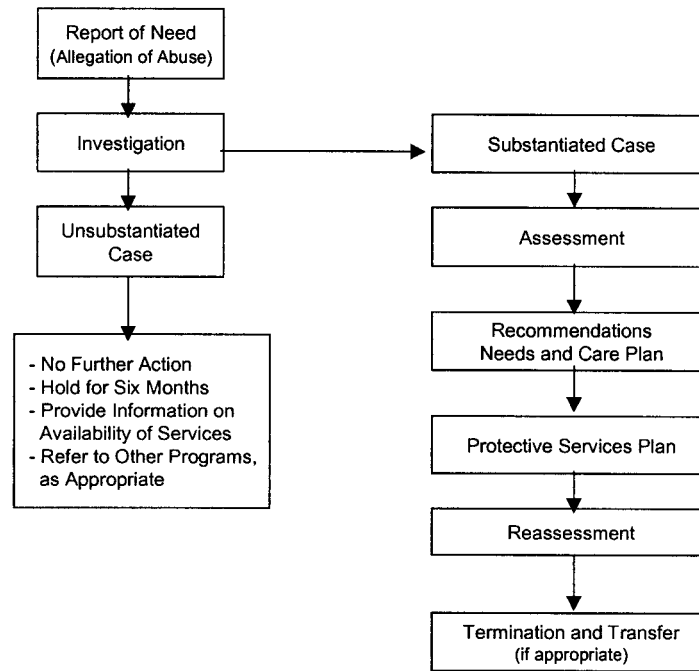 Report of Need
(Allegation of Abuse)
Investigation
Unsubstantiated
Case
- No Further Action
- Hold for Six Months
- Provide Information on
Availability of Services
- Refer to Other Programs,
as Appropriate
Substantiated Case
Assessment
Recommendations
Needs and Care Plan
Protective Services Plan
Reassessment
Termination and Transfer
(if appropriate)